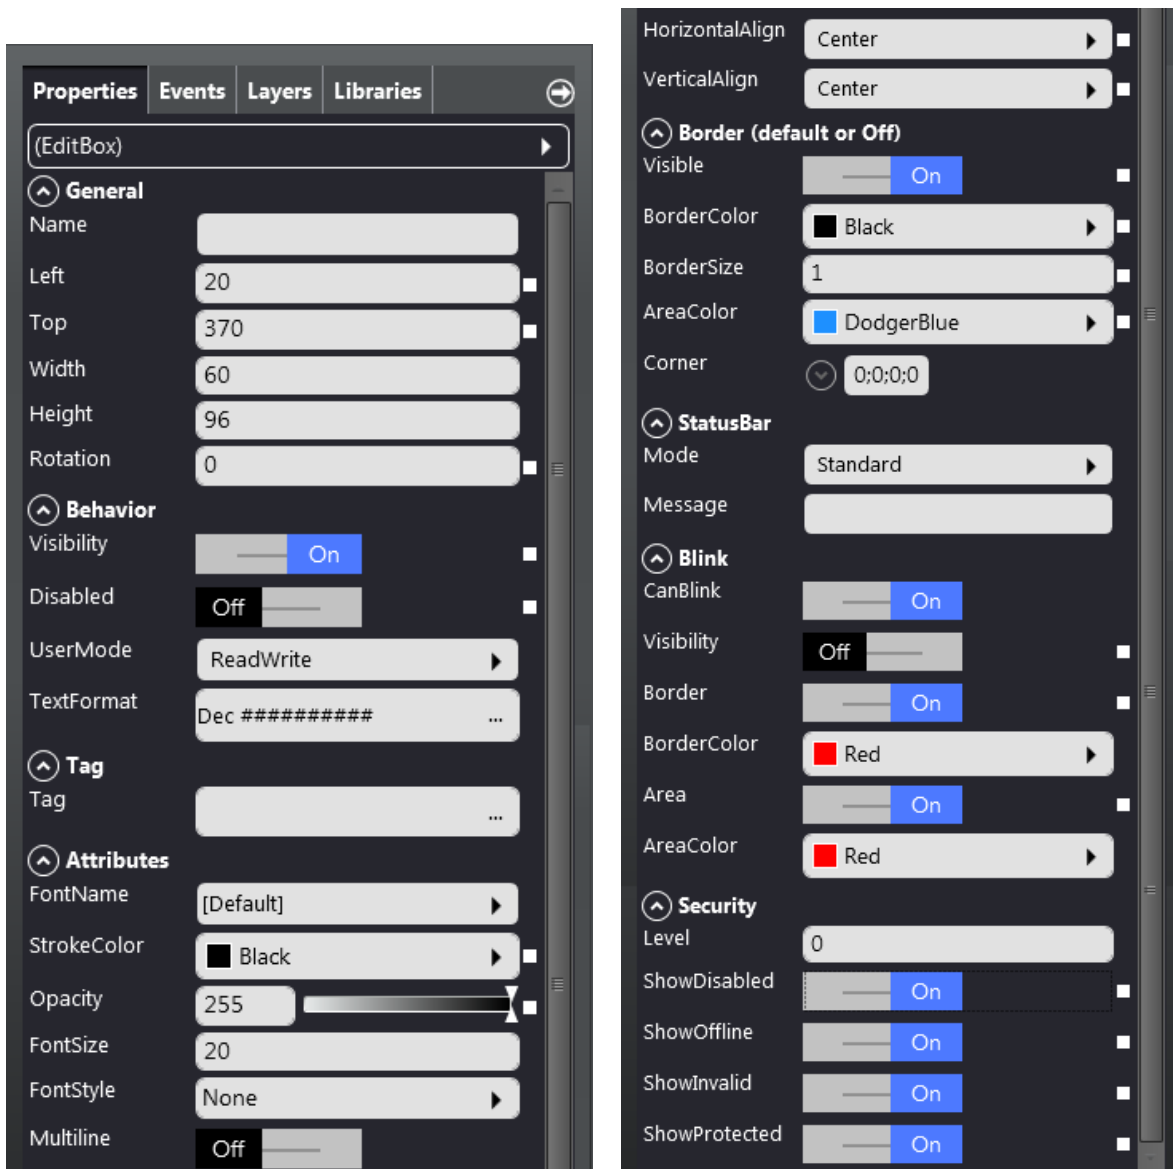 Properties Events Layers Libraries
(EditBox)
General
Name
Left 20
Top 370
Width 60
Height 96
Rotation 0
Behavior
Visibility On
Disabled Off
UserMode ReadWrite
TextFormat Dec ########## ...
Tag
Tag ...
Attributes
FontName [Default]
StrokeColor Black
Opacity 255
FontSize 20
FontStyle None
Multiline Off
HorizontalAlign Center
VerticalAlign Center
Border (default or Off)
Visible On
BorderColor Black
BorderSize 1
AreaColor DodgerBlue
Corner 0;0;0;0
StatusBar
Mode Standard
Message
Blink
CanBlink On
Visibility Off
Border On
BorderColor Red
Area On
AreaColor Red
Security
Level 0
ShowDisabled On
ShowOffline On
ShowInvalid On
ShowProtected On